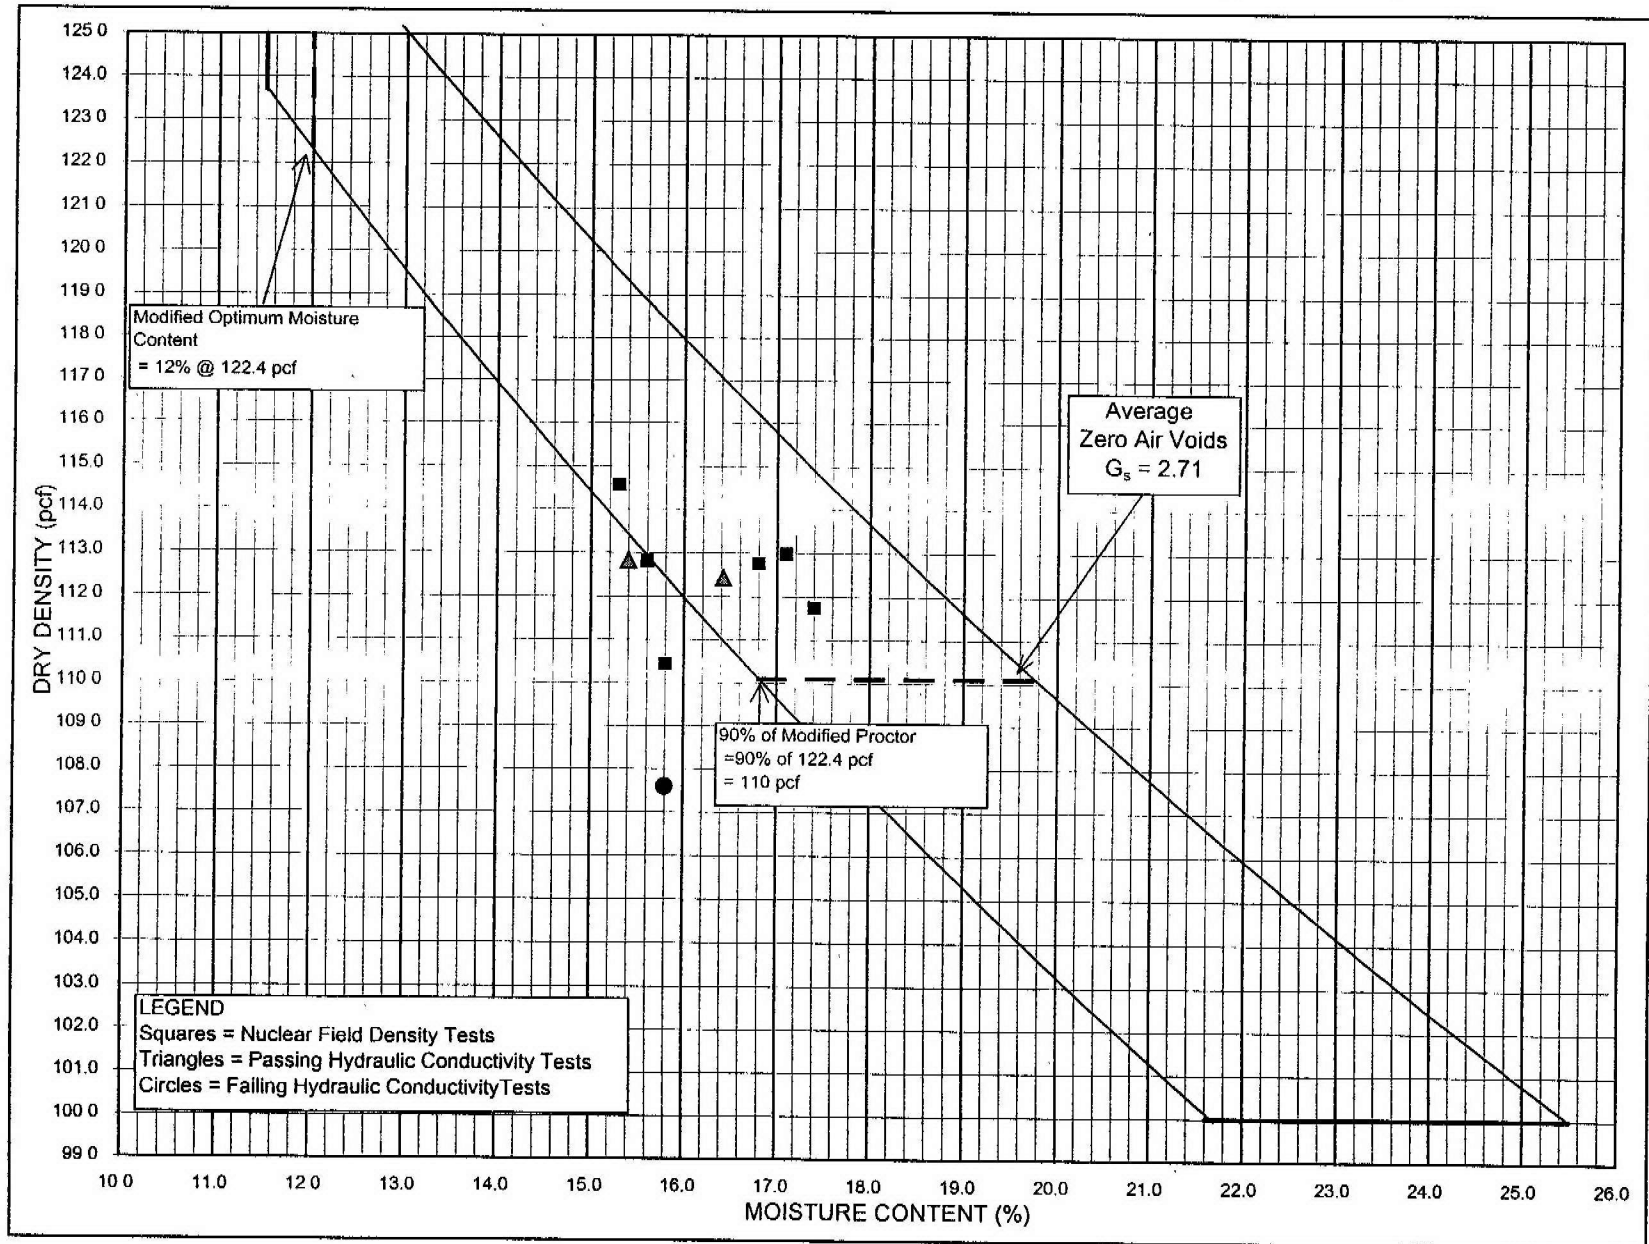 125 0
124.0
123 0
122.0
121 0
120 0
119 0
118.0
117 0
116 0
115.0
114 0
113.0
112 0
111.0
110 0
109 0
108.0
107.0
106.0
105.0
104 0
103.0
102.0
101.0
100 0
99 0
DRY DENSITY (pcf)
Modified Optimum Moisture
Content
= 12% @ 122.4 pcf
Average
Zero Air Voids
Gₛ = 2.71
90% of Modified Proctor
=90% of 122.4 pcf
= 110 pcf
LEGEND
Squares = Nuclear Field Density Tests
Triangles = Passing Hydraulic Conductivity Tests
Circles = Failing Hydraulic ConductivityTests
10 0 11.0 12 0 13.0 14.0 15.0 16.0 17.0 18.0 19.0 20.0 21.0 22.0 23.0 24.0 25.0 26.0
MOISTURE CONTENT (%)